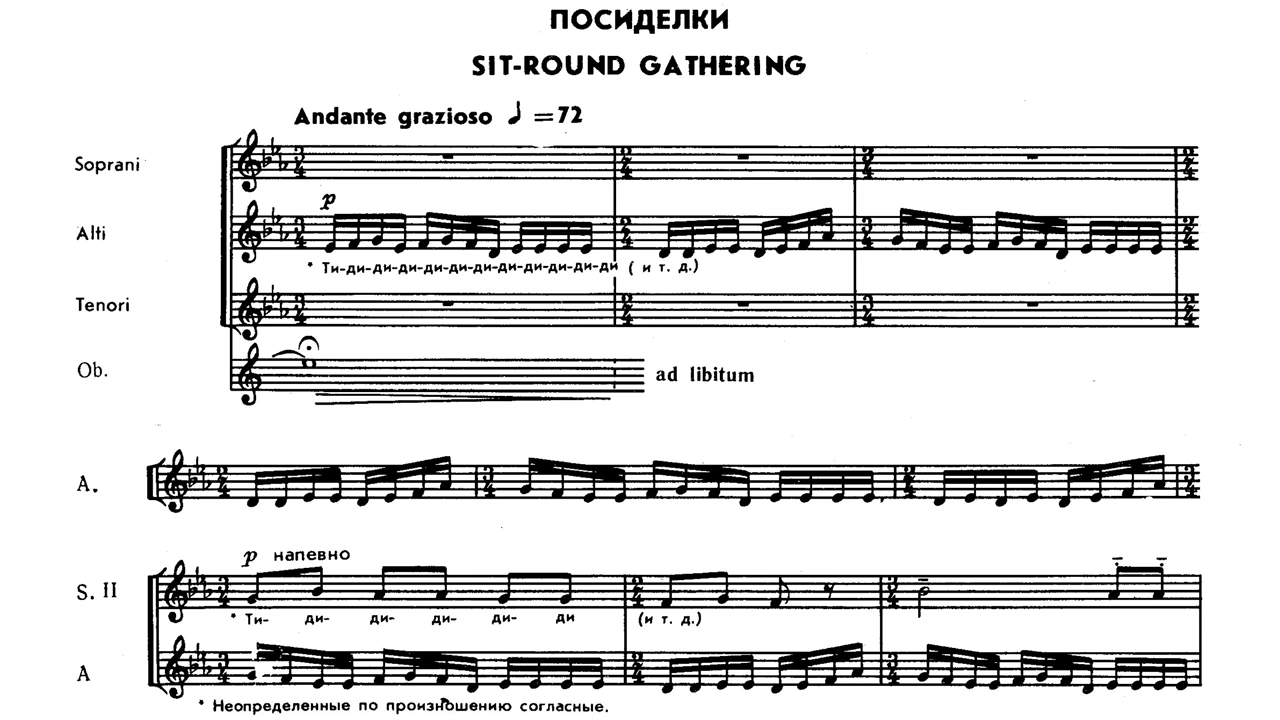 ПОСИДЕЛКИ
SIT-ROUND GATHERING
Andante grazioso ♩ = 72
Soprani
p
Alti
* Ти-ди-ди-ди-ди-ди-ди-ди-ди-ди-ди-ди ( и т. д.)
Tenori
Ob.
ad libitum
A.
p напевно
S. II
* Ти- ди- ди- ди- ди- ди (и т. д.)
A
* Неопределенные по произношению согласные.